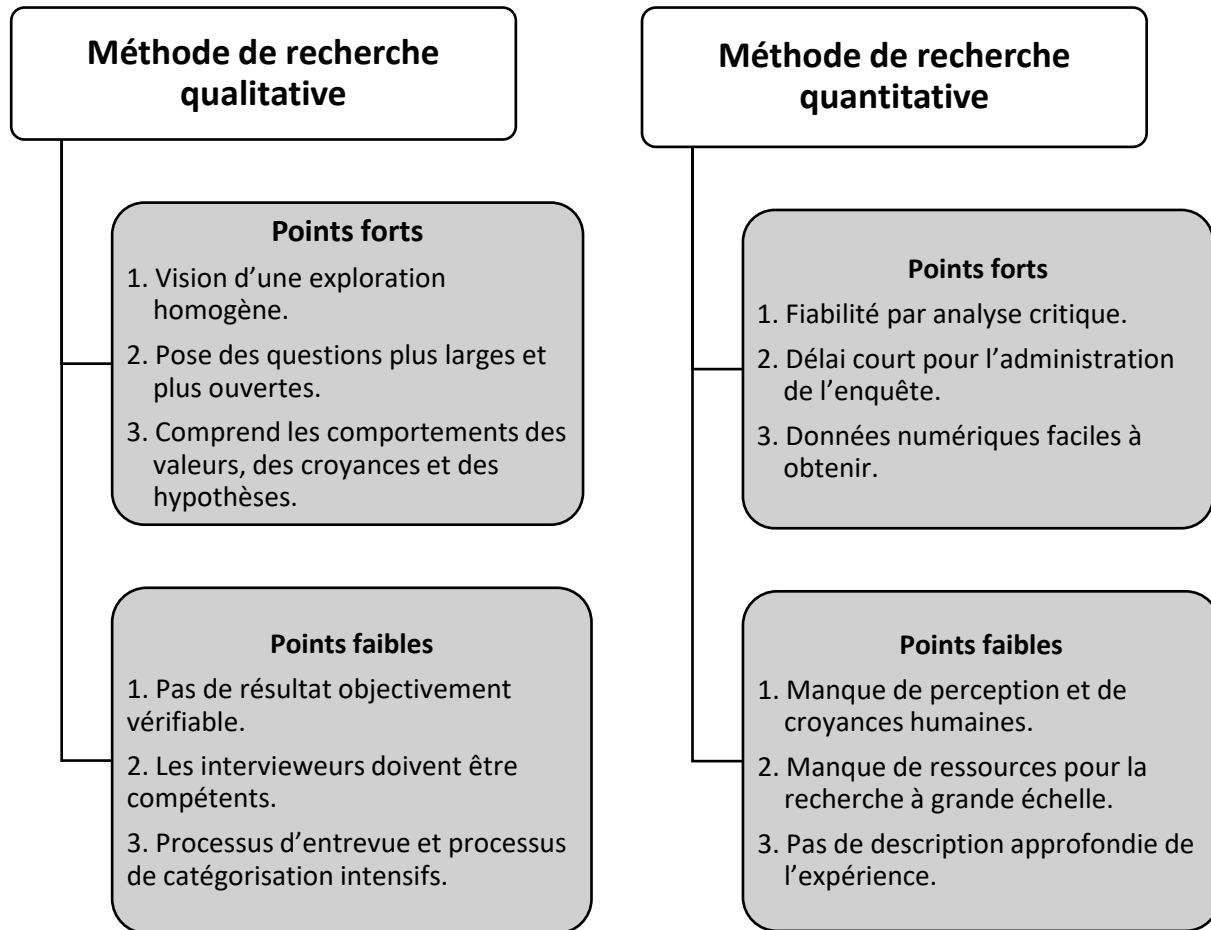 Méthode de recherche
qualitative
Points forts
1. Vision d’une exploration
homogène.
2. Pose des questions plus larges et
plus ouvertes.
3. Comprend les comportements des
valeurs, des croyances et des
hypothèses.
Points faibles
1. Pas de résultat objectivement
vérifiable.
2. Les intervieweurs doivent être
compétents.
3. Processus d’entrevue et processus
de catégorisation intensifs.
Méthode de recherche
quantitative
Points forts
1. Fiabilité par analyse critique.
2. Délai court pour l’administration
de l’enquête.
3. Données numériques faciles à
obtenir.
Points faibles
1. Manque de perception et de
croyances humaines.
2. Manque de ressources pour la
recherche à grande échelle.
3. Pas de description approfondie de
l’expérience.